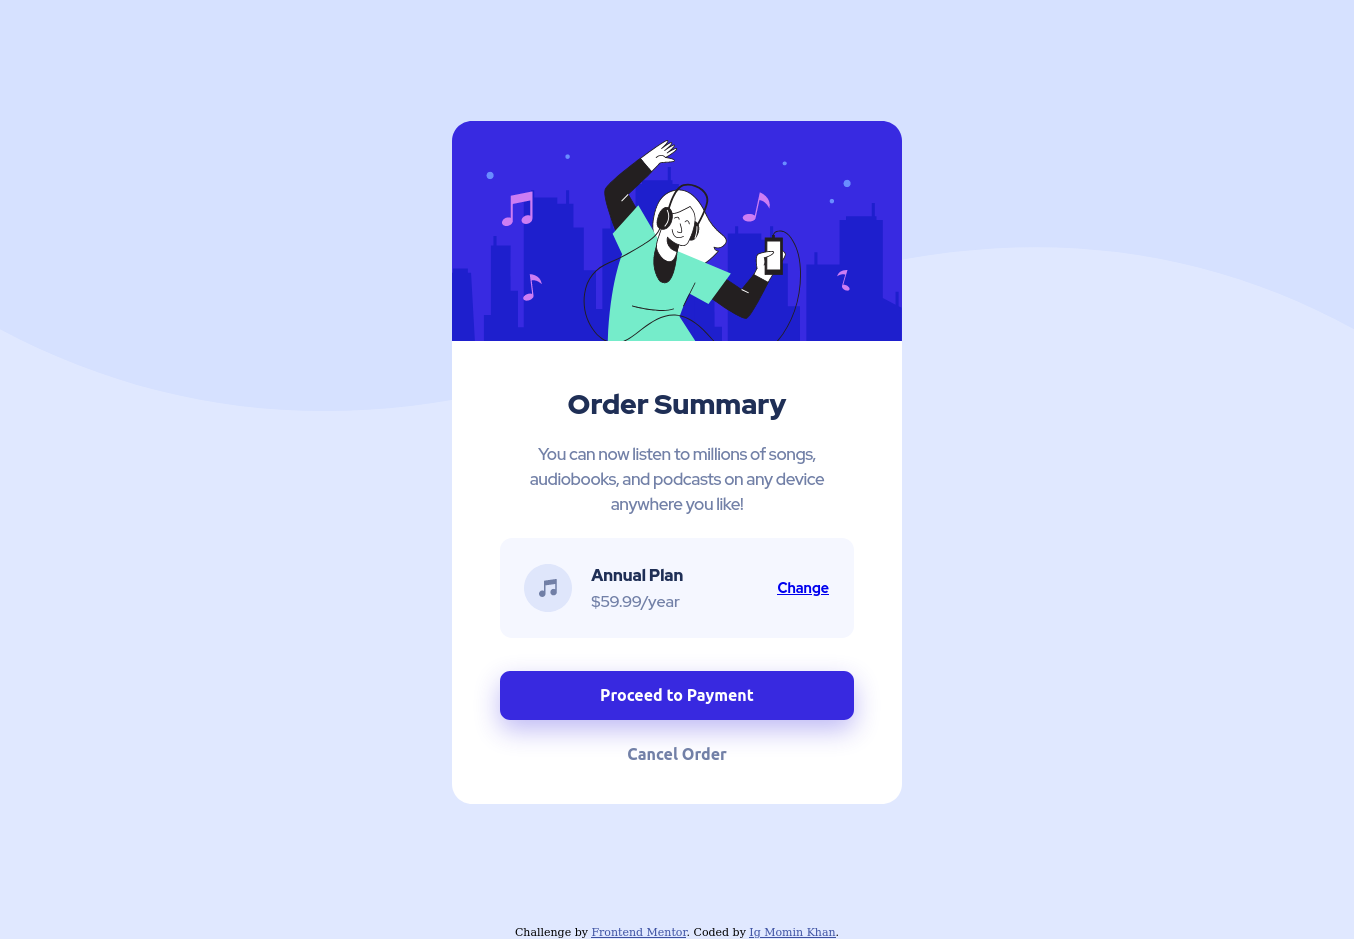 Order Summary
You can now listen to millions of songs,
audiobooks, and podcasts on any device
anywhere you like!
Annual Plan
$59.99/year
Change
Proceed to Payment
Cancel Order
Challenge by Frontend Mentor. Coded by Ig Momin Khan.